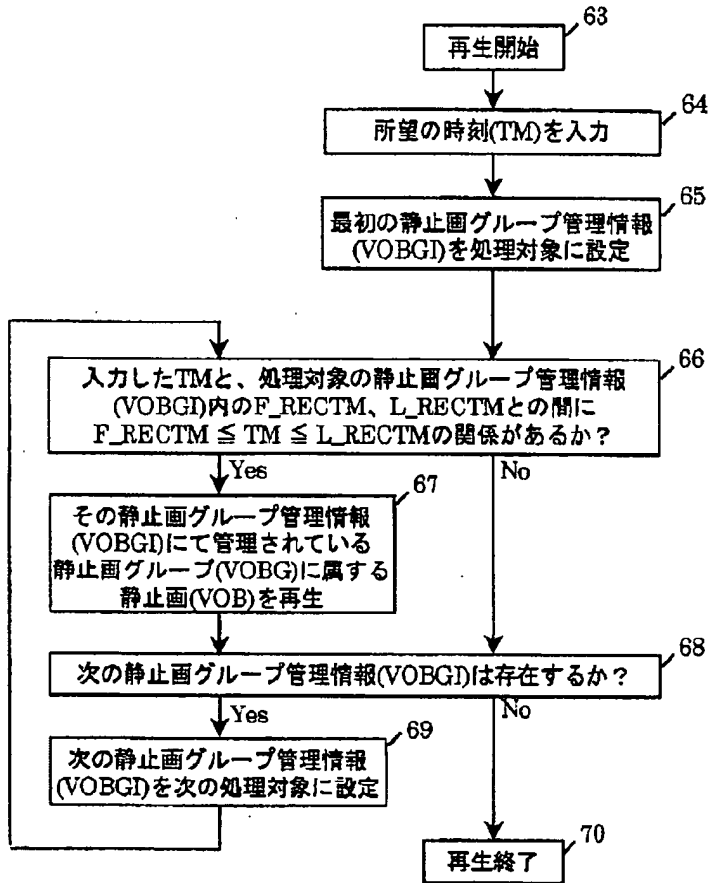 63
再生開始
64
所望の時刻(TM)を入力
65
最初の静止画グループ管理情報
(VOBGI)を処理対象に設定
66
入力したTMと、処理対象の静止画グループ管理情報
(VOBGI)内のF_RECTM、L_RECTMとの間に
F_RECTM ≦ TM ≦ L_RECTMの関係があるか?
Yes
No
67
その静止画グループ管理情報
(VOBGI)にて管理されている
静止画グループ(VOBG)に属する
静止画(VOB)を再生
68
次の静止画グループ管理情報(VOBGI)は存在するか?
Yes
No
69
次の静止画グループ管理情報
(VOBGI)を次の処理対象に設定
70
再生終了